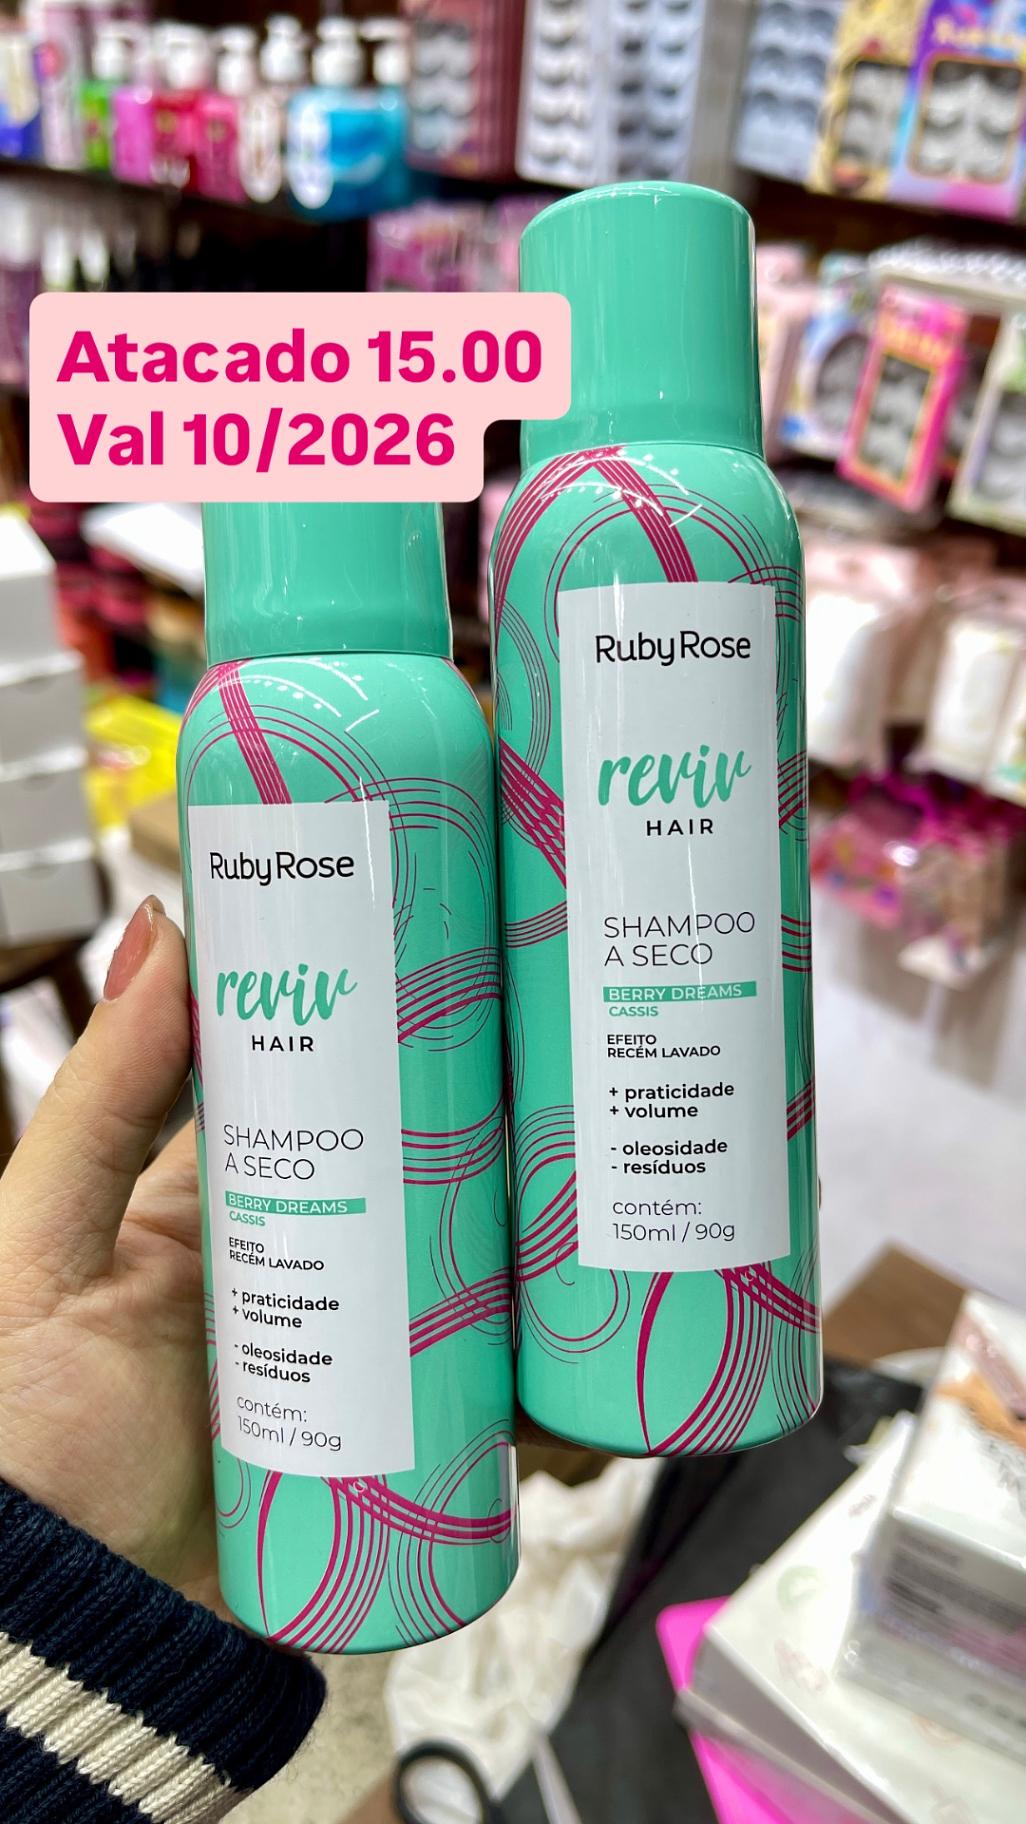 Atacado 15.00
Val 10/2026
RubyRose
reviv
HAIR
SHAMPOO
A SECO
BERRY DREAMS
CASSIS
EFEITO
RECÉM LAVADO
+ praticidade
+ volume
- oleosidade
- resíduos
contém:
150ml / 90g
RubyRose
reviv
HAIR
SHAMPOO
A SECO
BERRY DREAMS
CASSIS
EFEITO
RECÉM LAVADO
+ praticidade
+ volume
- oleosidade
- resíduos
contém:
150ml / 90g